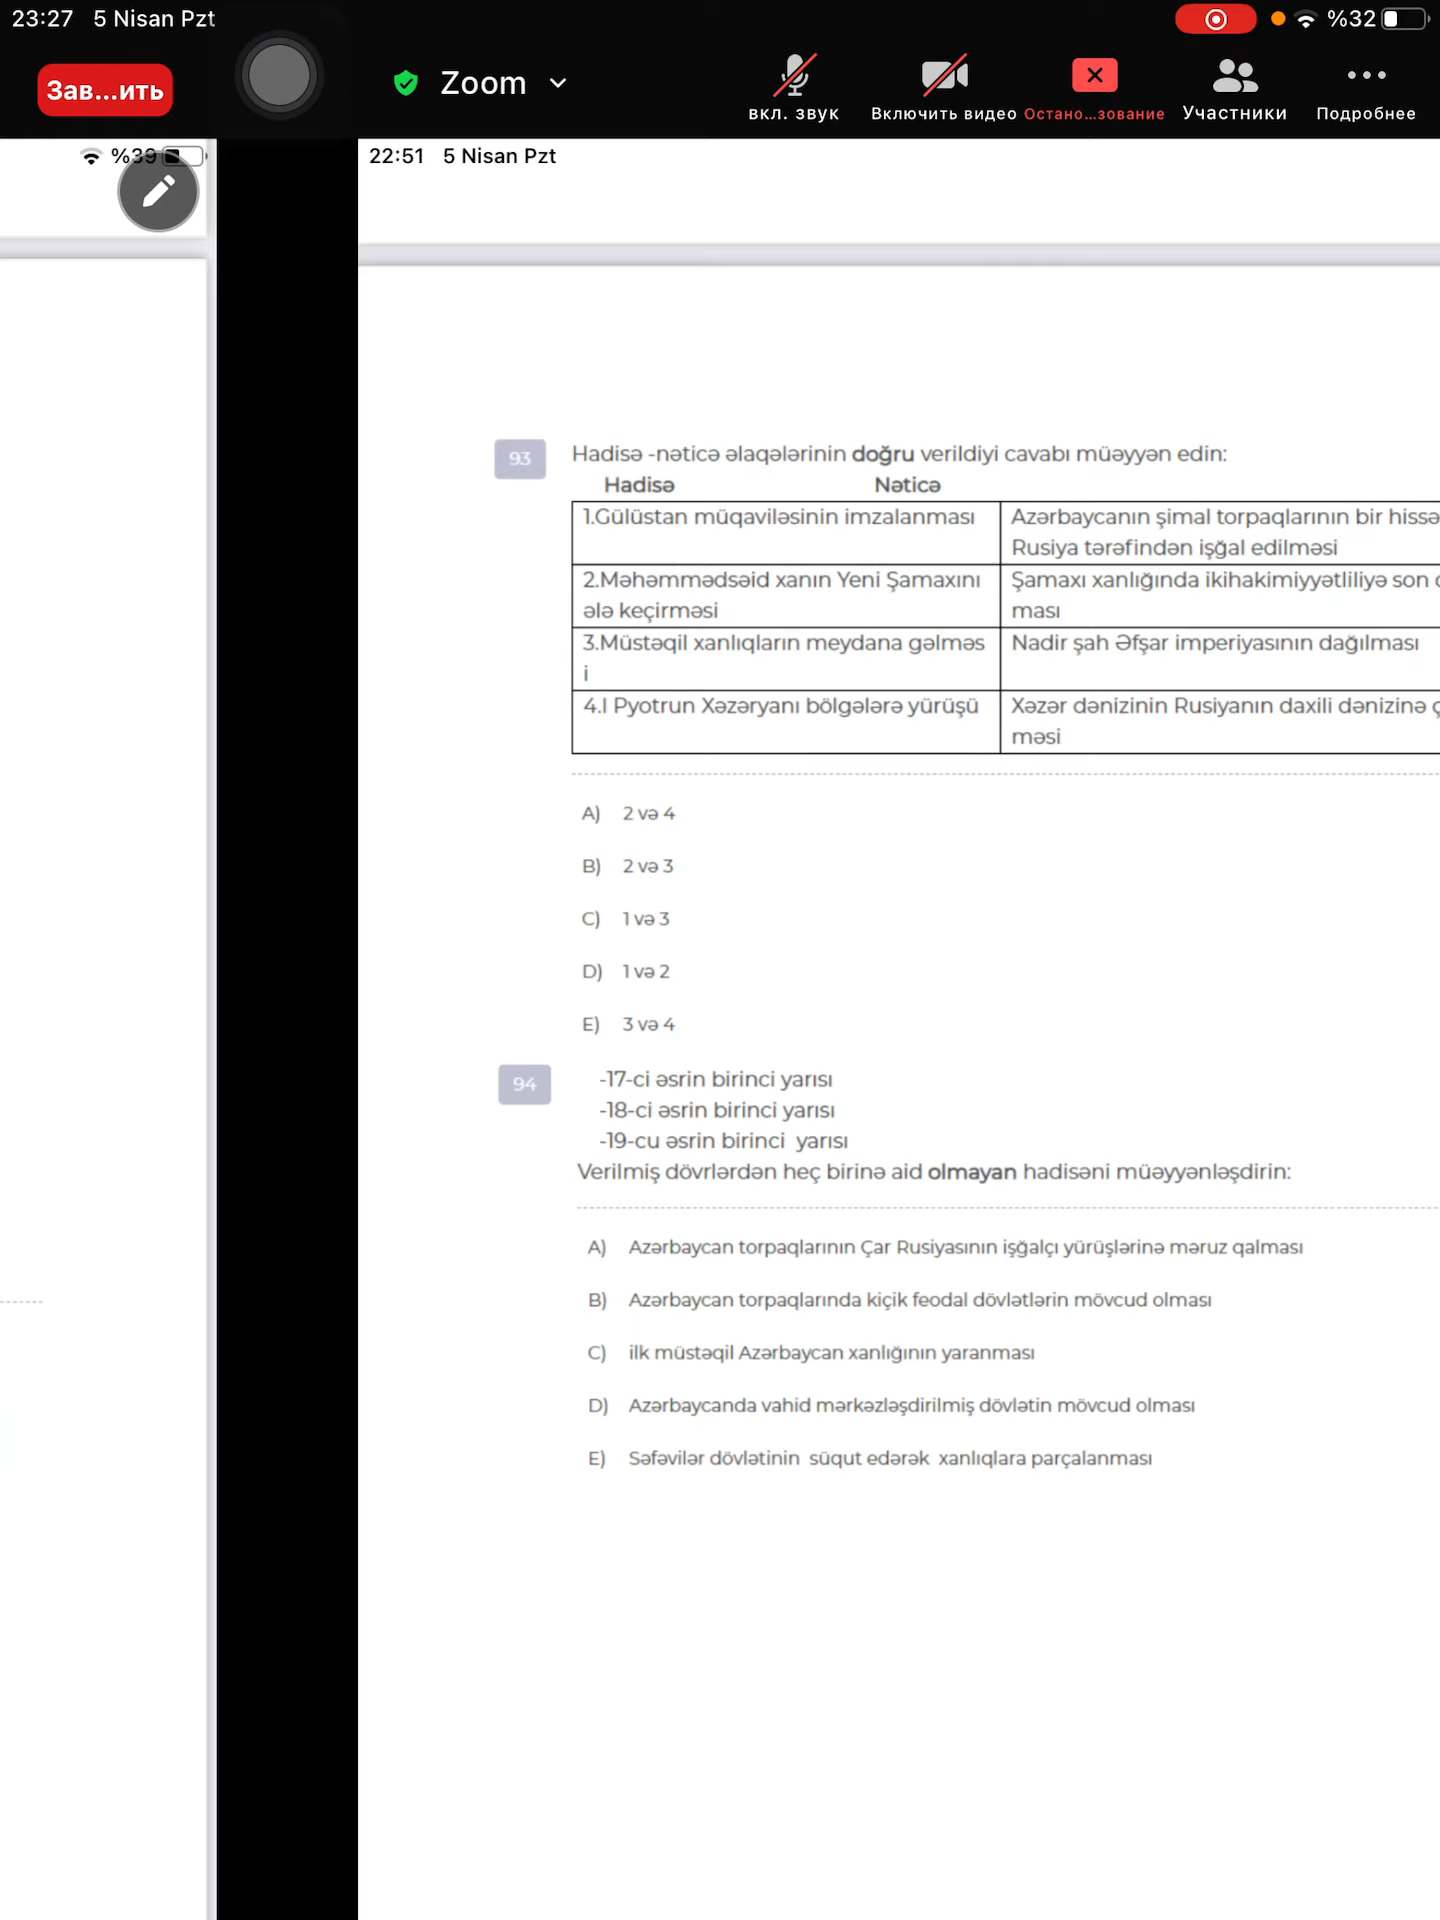 23:27 5 Nisan Pzt
%32
Зав...ить
Zoom
вкл. звук
Включить видео
Остано...зование
Участники
Подробнее
%39
22:51 5 Nisan Pzt
93
Hadisə -nəticə əlaqələrinin doğru verildiyi cavabı müəyyən edin:
Hadisə Nəticə
1.Gülüstan müqaviləsinin imzalanması
Azərbaycanın şimal torpaqlarının bir hissə
Rusiya tərəfindən işğal edilməsi
2.Məhəmmədsəid xanın Yeni Şamaxını
ələ keçirməsi
Şamaxı xanlığında ikihakimiyyətliliyə son
ması
3.Müstəqil xanlıqların meydana gəlməs
i
Nadir şah Əfşar imperiyasının dağılması
4.I Pyotrun Xəzəryanı bölgələrə yürüşü
Xəzər dənizinin Rusiyanın daxili dənizinə ç
məsi
A) 2 və 4
B) 2 və 3
C) 1 və 3
D) 1 və 2
E) 3 və 4
94
-17-ci əsrin birinci yarısı
-18-ci əsrin birinci yarısı
-19-cu əsrin birinci yarısı
Verilmiş dövrlərdən heç birinə aid olmayan hadisəni müəyyənləşdirin:
A) Azərbaycan torpaqlarının Çar Rusiyasının işğalçı yürüşlərinə məruz qalması
B) Azərbaycan torpaqlarında kiçik feodal dövlətlərin mövcud olması
C) ilk müstəqil Azərbaycan xanlığının yaranması
D) Azərbaycanda vahid mərkəzləşdirilmiş dövlətin mövcud olması
E) Səfəvilər dövlətinin süqut edərək xanlıqlara parçalanması